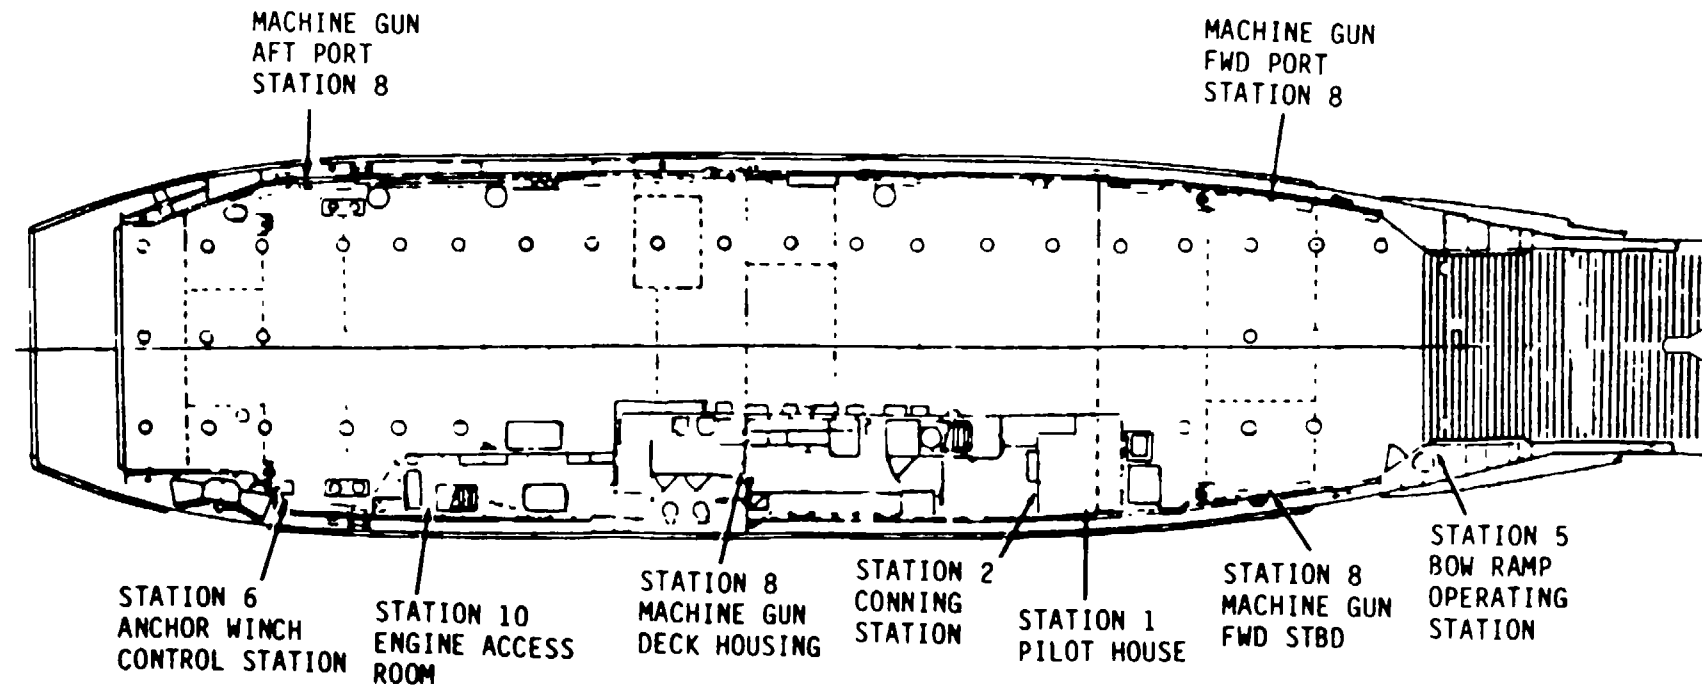 MACHINE GUN
AFT PORT
STATION 8
MACHINE GUN
FWD PORT
STATION 8
STATION 6
ANCHOR WINCH
CONTROL STATION
STATION 10
ENGINE ACCESS
ROOM
STATION 8
MACHINE GUN
DECK HOUSING
STATION 2
CONNING
STATION
STATION 1
PILOT HOUSE
STATION 8
MACHINE GUN
FWD STBD
STATION 5
BOW RAMP
OPERATING
STATION